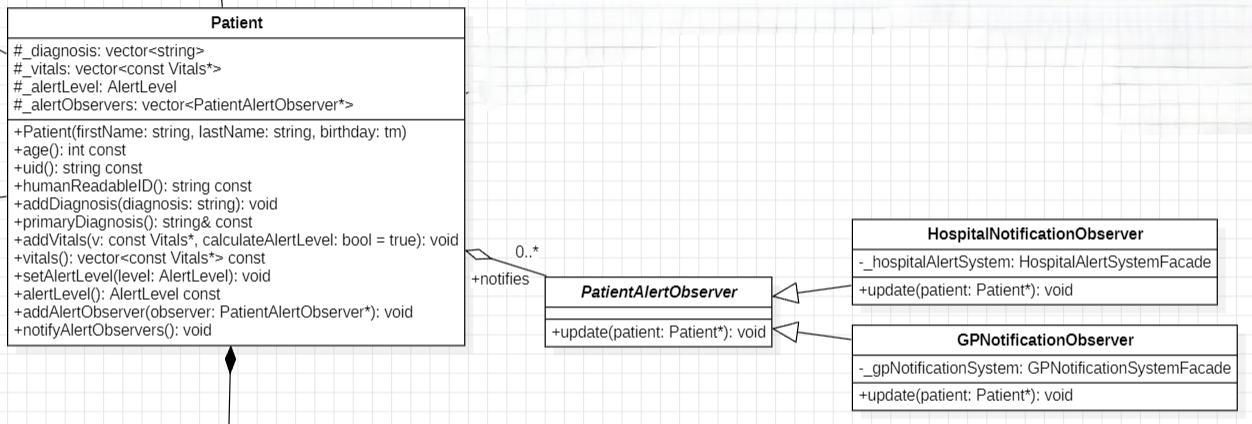 Patient
#_diagnosis: vector<string>
#_vitals: vector<const Vitals*>
#_alertLevel: AlertLevel
#_alertObservers: vector<PatientAlertObserver*>
+Patient(firstName: string, lastName: string, birthday: tm)
+age(): int const
+uid(): string const
+humanReadableID(): string const
+addDiagnosis(diagnosis: string): void
+primaryDiagnosis(): string& const
+addVitals(v: const Vitals*, calculateAlertLevel: bool = true): void
+vitals(): vector<const Vitals*> const
+setAlertLevel(level: AlertLevel): void
+alertLevel(): AlertLevel const
+addAlertObserver(observer: PatientAlertObserver*): void
+notifyAlertObservers(): void
0..*
+notifies
PatientAlertObserver
+update(patient: Patient*): void
HospitalNotificationObserver
-_hospitalAlertSystem: HospitalAlertSystemFacade
+update(patient: Patient*): void
GPNotificationObserver
-_gpNotificationSystem: GPNotificationSystemFacade
+update(patient: Patient*): void